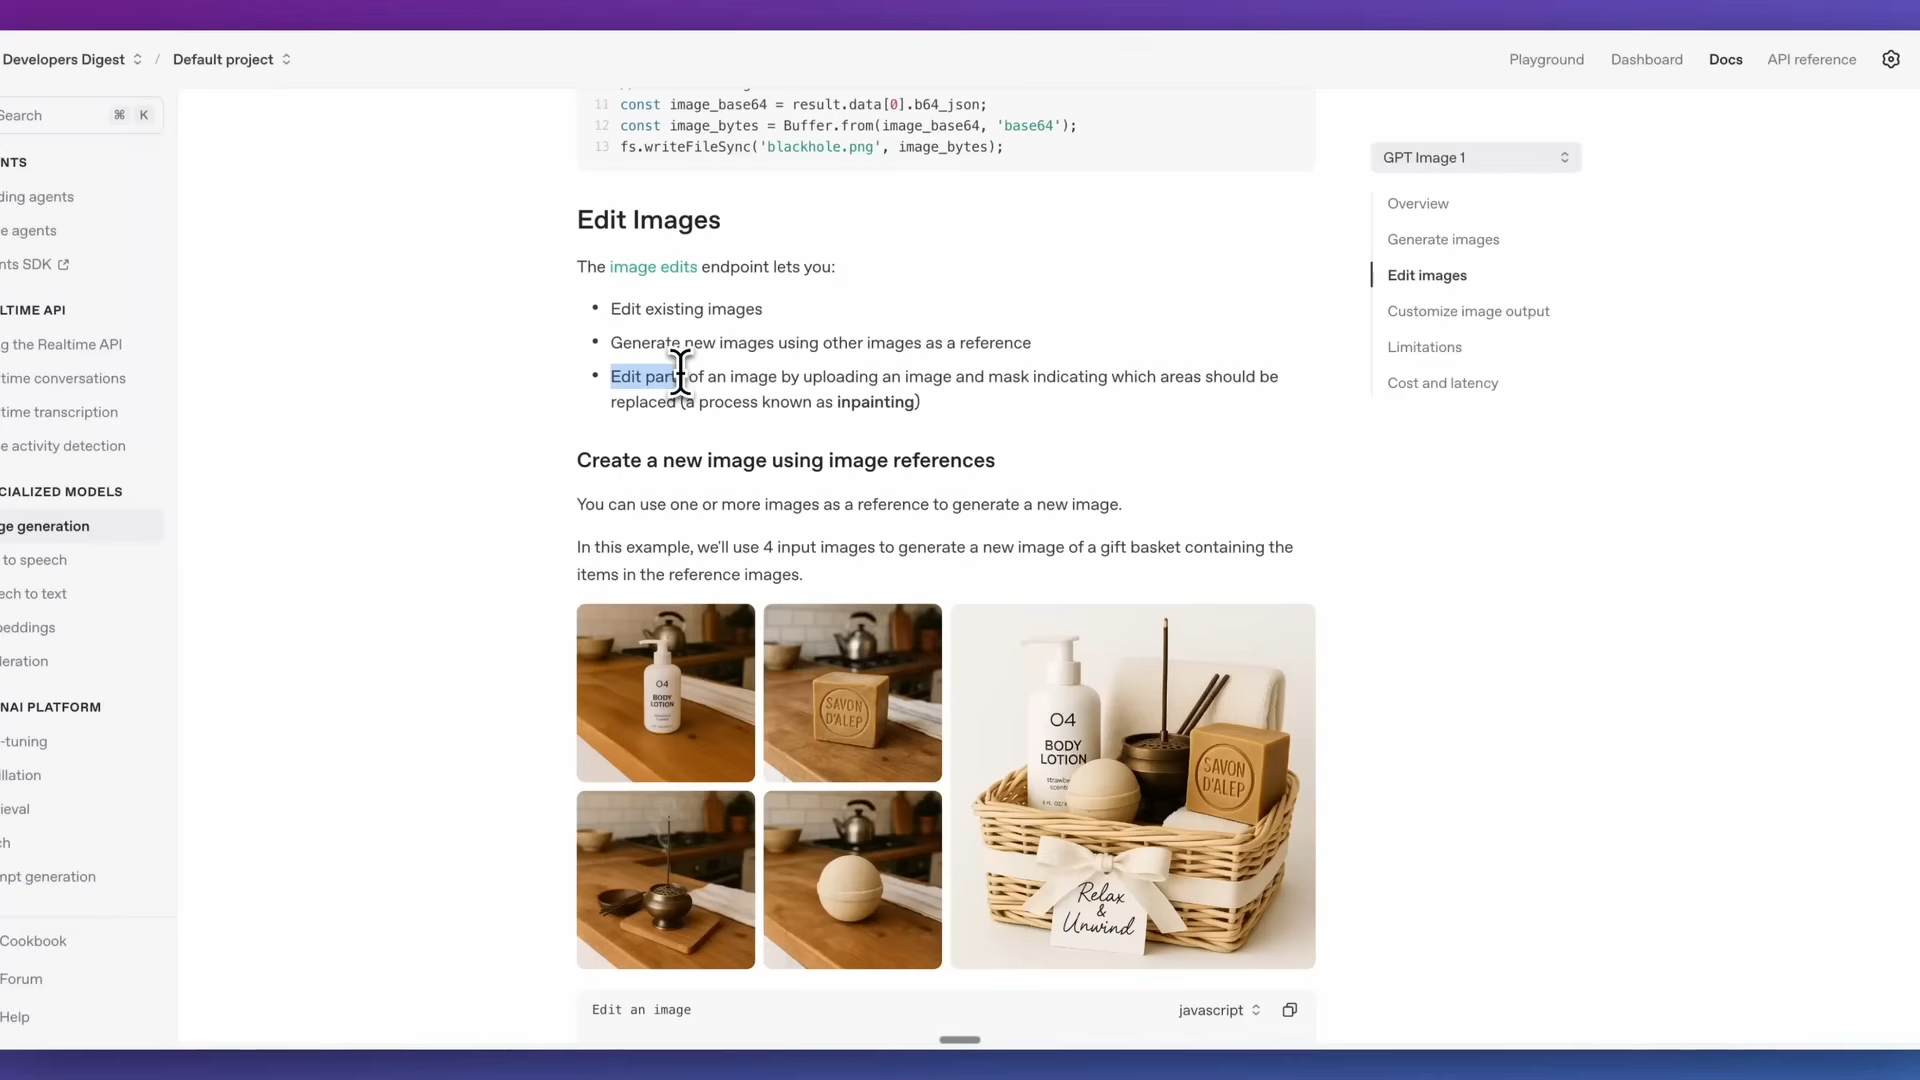 Developers Digest / Default project
Playground Dashboard Docs API reference
Search ⌘ K
NTS
ding agents
e agents
nts SDK
LTIME API
g the Realtime API
time conversations
time transcription
e activity detection
CIALIZED MODELS
ge generation
to speech
ech to text
eddings
eration
NAI PLATFORM
-tuning
illation
ieval
ch
mpt generation
Cookbook
Forum
Help
11 const image_base64 = result.data[0].b64_json;
12 const image_bytes = Buffer.from(image_base64, 'base64');
13 fs.writeFileSync('blackhole.png', image_bytes);
Edit Images
The image edits endpoint lets you:
• Edit existing images
• Generate new images using other images as a reference
• Edit parts of an image by uploading an image and mask indicating which areas should be
replaced (a process known as inpainting)
Create a new image using image references
You can use one or more images as a reference to generate a new image.
In this example, we'll use 4 input images to generate a new image of a gift basket containing the
items in the reference images.
04
BODY
LOTION
SAVON
D'ALEP
04
BODY
LOTION
SAVON
D'ALEP
Relax
&
Unwind
Edit an image javascript
GPT Image 1
Overview
Generate images
Edit images
Customize image output
Limitations
Cost and latency